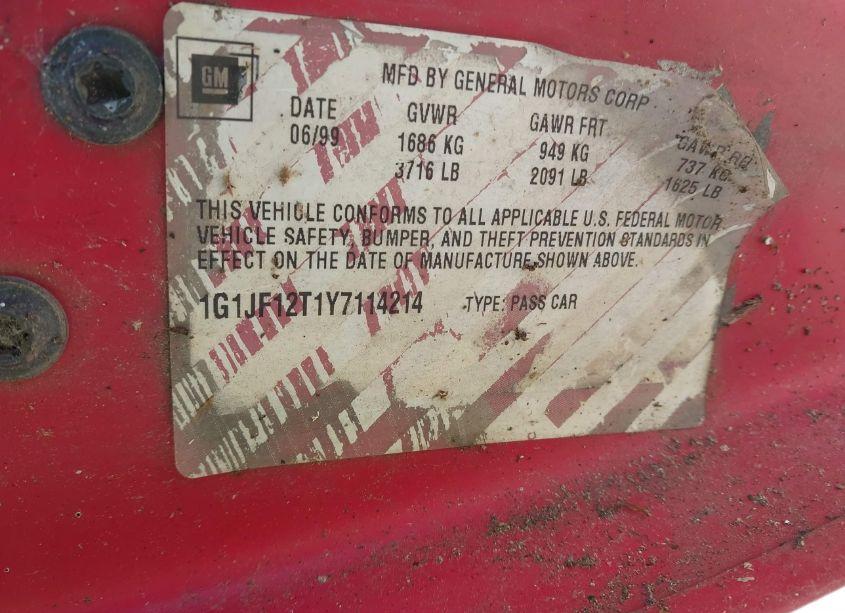 GM
MFD BY GENERAL MOTORS CORP
DATE GVWR GAWR FRT GAWR RR
06/99 1686 KG 949 KG 737 KG
3716 LB 2091 LB 1625 LB
THIS VEHICLE CONFORMS TO ALL APPLICABLE U.S. FEDERAL MOTOR
VEHICLE SAFETY, BUMPER, AND THEFT PREVENTION STANDARDS IN
EFFECT ON THE DATE OF MANUFACTURE SHOWN ABOVE.
1G1JF12T1Y7114214 TYPE: PASS CAR